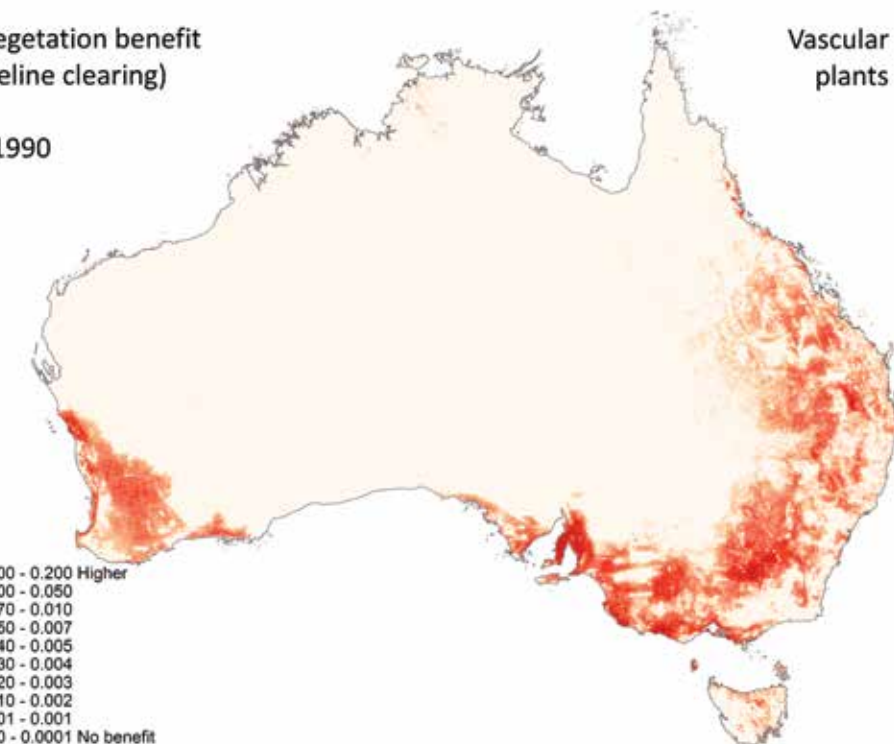 egetation benefit
eline clearing)
1990
Vascular
plants
00 - 0.200 Higher
00 - 0.050
70 - 0.010
50 - 0.007
40 - 0.005
30 - 0.004
20 - 0.003
10 - 0.002
01 - 0.001
0 - 0.0001 No benefit